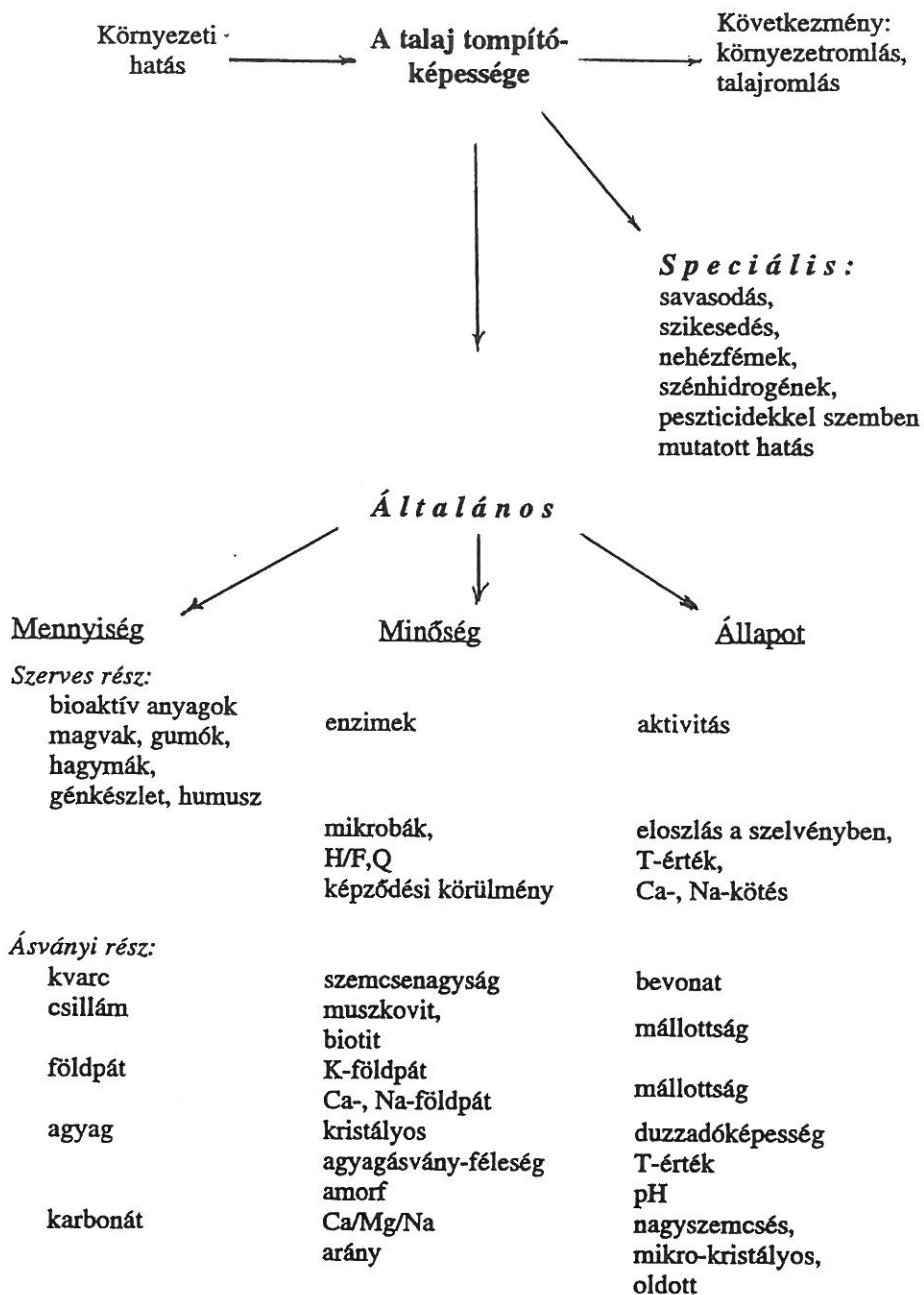 Környezeti
hatás
A talaj tompító-
képessége
Következmény:
környezetromlás,
talajromlás
Speciális:
savasodás,
szikesedés,
nehézfémek,
szénhidrogének,
peszticidekkel szemben
mutatott hatás
Általános
Mennyiség Minőség Állapot
Szerves rész:
bioaktív anyagok
magvak, gumók,
hagymák,
génkészlet, humusz
enzimek aktivitás
mikrobák, eloszlás a szelvényben,
H/F,Q T-érték,
képződési körülmény Ca-, Na-kötés
Ásványi rész:
kvarc szemcsenagyság bevonat
csillám muszkovit,
biotit mállottság
földpát K-földpát
Ca-, Na-földpát mállottság
agyag kristályos duzzadóképesség
agyagásvány-féleség T-érték
amorf pH
karbonát Ca/Mg/Na nagyszemcsés,
arány mikro-kristályos,
oldott